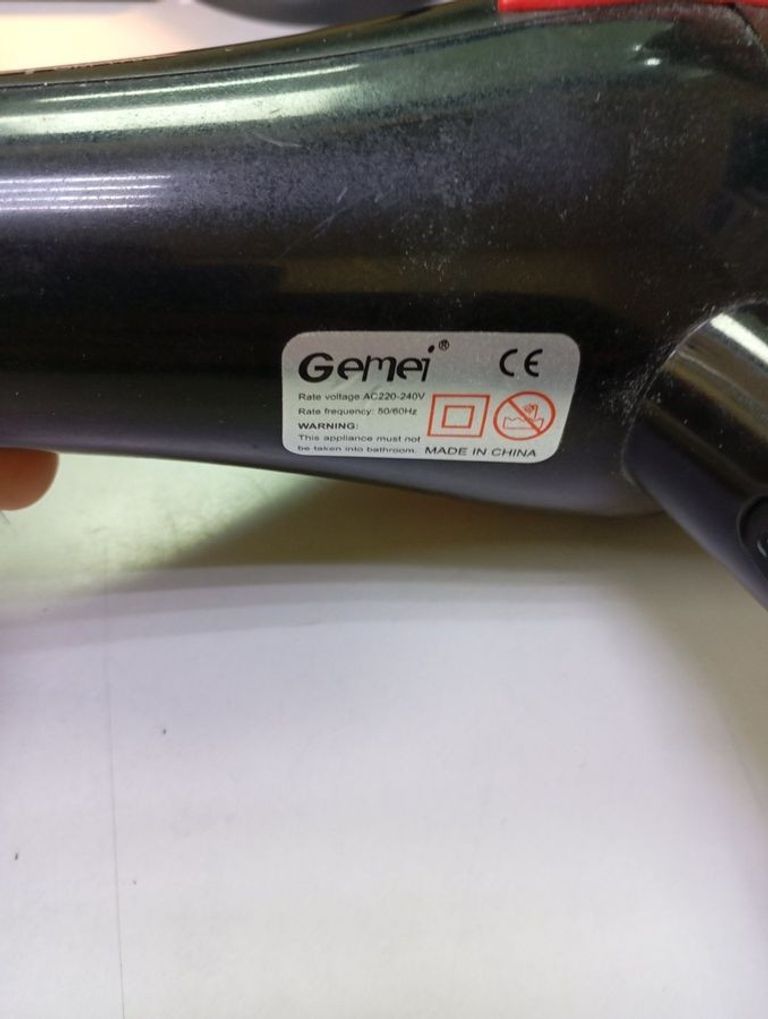 Gemei® CE
Rate voltage:AC220-240V
Rate frequency: 50/60Hz
WARNING:
This appliance must not
be taken into bathroom. MADE IN CHINA